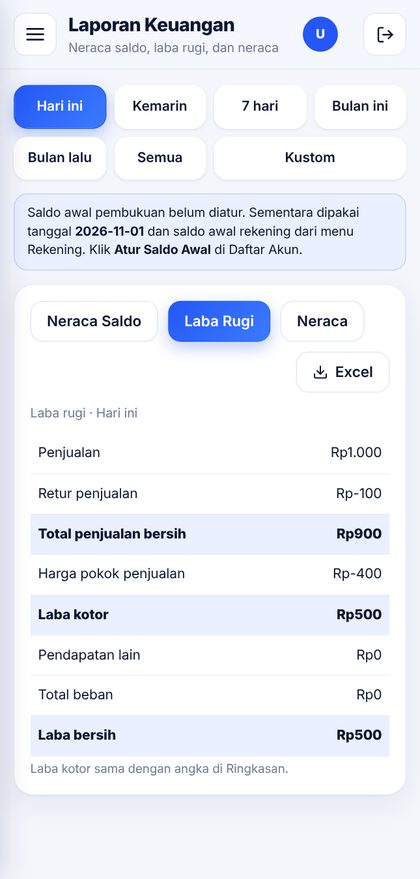 Laporan Keuangan
Neraca saldo, laba rugi, dan neraca
U
Hari ini
Kemarin
7 hari
Bulan ini
Bulan lalu
Semua
Kustom
Saldo awal pembukuan belum diatur. Sementara dipakai
tanggal 2026-11-01 dan saldo awal rekening dari menu
Rekening. Klik Atur Saldo Awal di Daftar Akun.
Neraca Saldo
Laba Rugi
Neraca
Excel
Laba rugi · Hari ini
Penjualan Rp1.000
Retur penjualan Rp-100
Total penjualan bersih Rp900
Harga pokok penjualan Rp-400
Laba kotor Rp500
Pendapatan lain Rp0
Total beban Rp0
Laba bersih Rp500
Laba kotor sama dengan angka di Ringkasan.